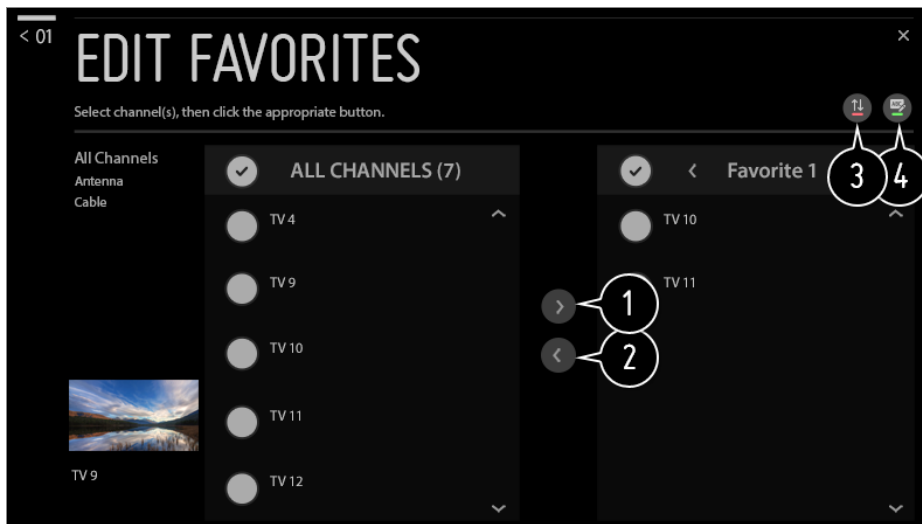 < 01
EDIT FAVORITES
Select channel(s), then click the appropriate button.
3
4
All Channels
Antenna
Cable
TV 9
ALL CHANNELS (7)
TV 4
TV 9
TV 10
TV 11
TV 12
1
2
Favorite 1
TV 10
TV 11